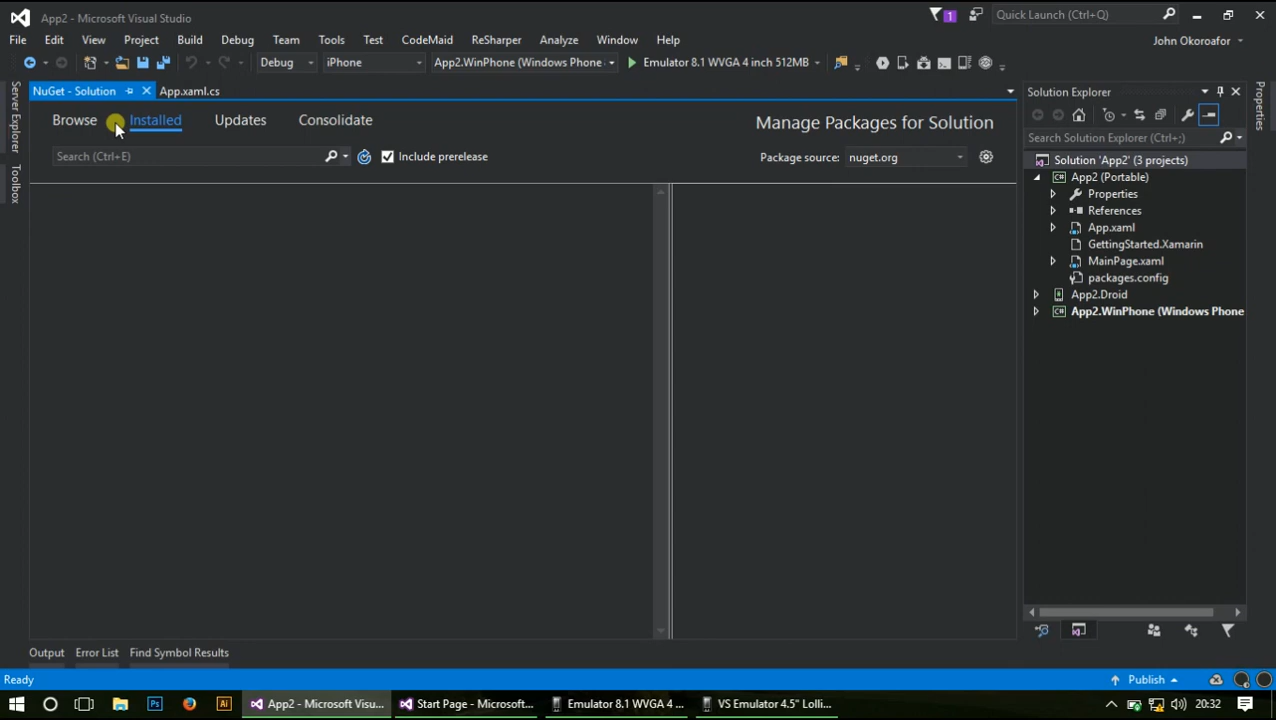 App2 - Microsoft Visual Studio
1
Quick Launch (Ctrl+Q)
File Edit View Project Build Debug Team Tools Test CodeMaid ReSharper Analyze Window Help
John Okoroafor
Debug iPhone App2.WinPhone (Windows Phone Emulator 8.1 WVGA 4 inch 512MB
Server Explorer
Toolbox
NuGet - Solution App.xaml.cs
Browse Installed Updates Consolidate
Manage Packages for Solution
Search (Ctrl+E)
Include prerelease
Package source: nuget.org
Solution Explorer
Search Solution Explorer (Ctrl+;)
Solution 'App2' (3 projects)
C# App2 (Portable)
Properties
References
App.xaml
GettingStarted.Xamarin
MainPage.xaml
packages.config
App2.Droid
C# App2.WinPhone (Windows Phone
Properties
Output Error List Find Symbol Results
Ready
Publish
Ps
Ai
App2 - Microsoft Visu...
Start Page - Microsoft...
Emulator 8.1 WVGA 4 ...
VS Emulator 4.5" Lolli...
20:32